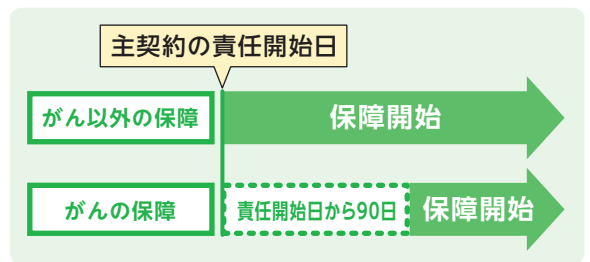 主契約の責任開始日
がん以外の保障
保障開始
がんの保障
責任開始日から90日
保障開始